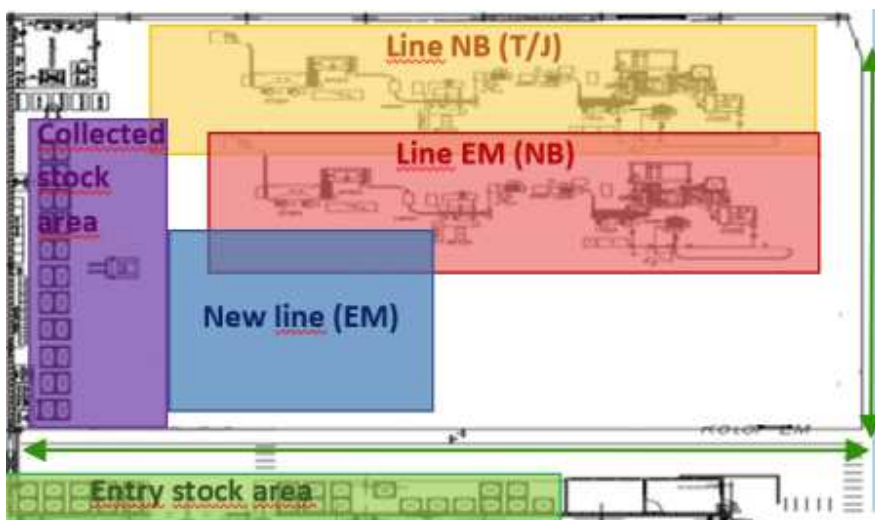 Line NB (T/J)
Collected
stock
area
Line EM (NB)
New line (EM)
Entry stock area